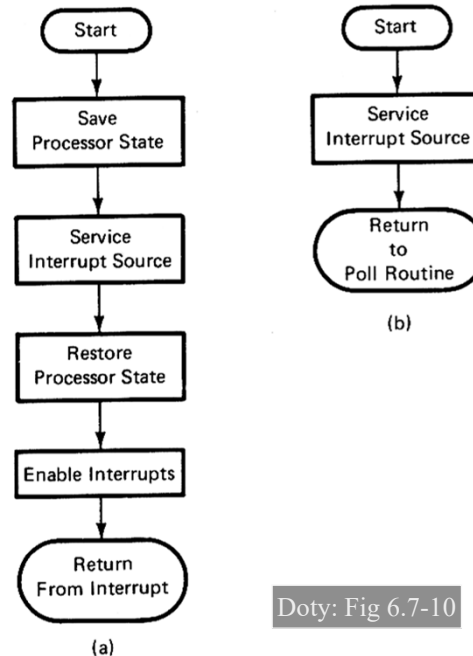 Start
Save
Processor State
Service
Interrupt Source
Restore
Processor State
Enable Interrupts
Return
From Interrupt
(a)
Start
Service
Interrupt Source
Return
to
Poll Routine
(b)
Doty: Fig 6.7-10